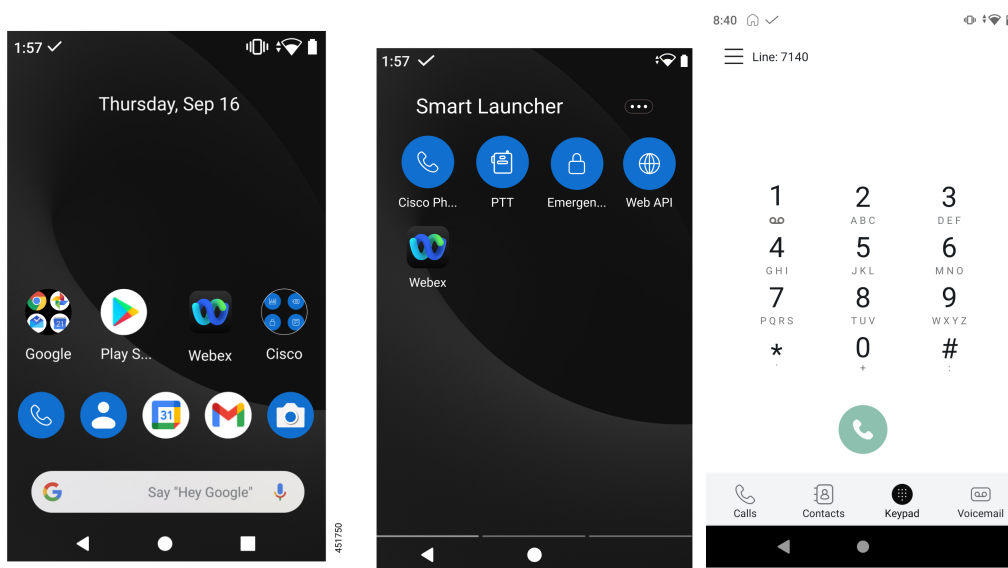 1:57
Thursday, Sep 16
31
Google
Play S...
Webex
Cisco
31
Say "Hey Google"
451750
1:57
Smart Launcher
Cisco Ph...
PTT
Emergen...
Web API
Webex
8:40
Line: 7140
1
2
3
ABC
DEF
4
5
6
GHI
JKL
MNO
7
8
9
PQRS
TUV
WXYZ
*
0
#
,
+
;
Calls
Contacts
Keypad
Voicemail